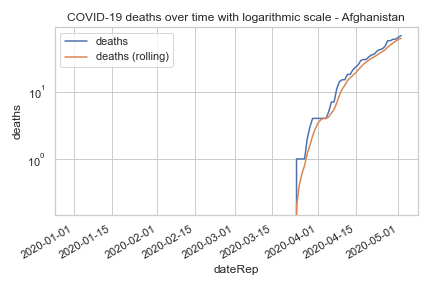 COVID-19 deaths over time with logarithmic scale - Afghanistan
deaths
deaths (rolling)
deaths
10¹
10⁰
2020-01-01
2020-01-15
2020-02-01
2020-02-15
2020-03-01
2020-03-15
2020-04-01
2020-04-15
2020-05-01
dateRep